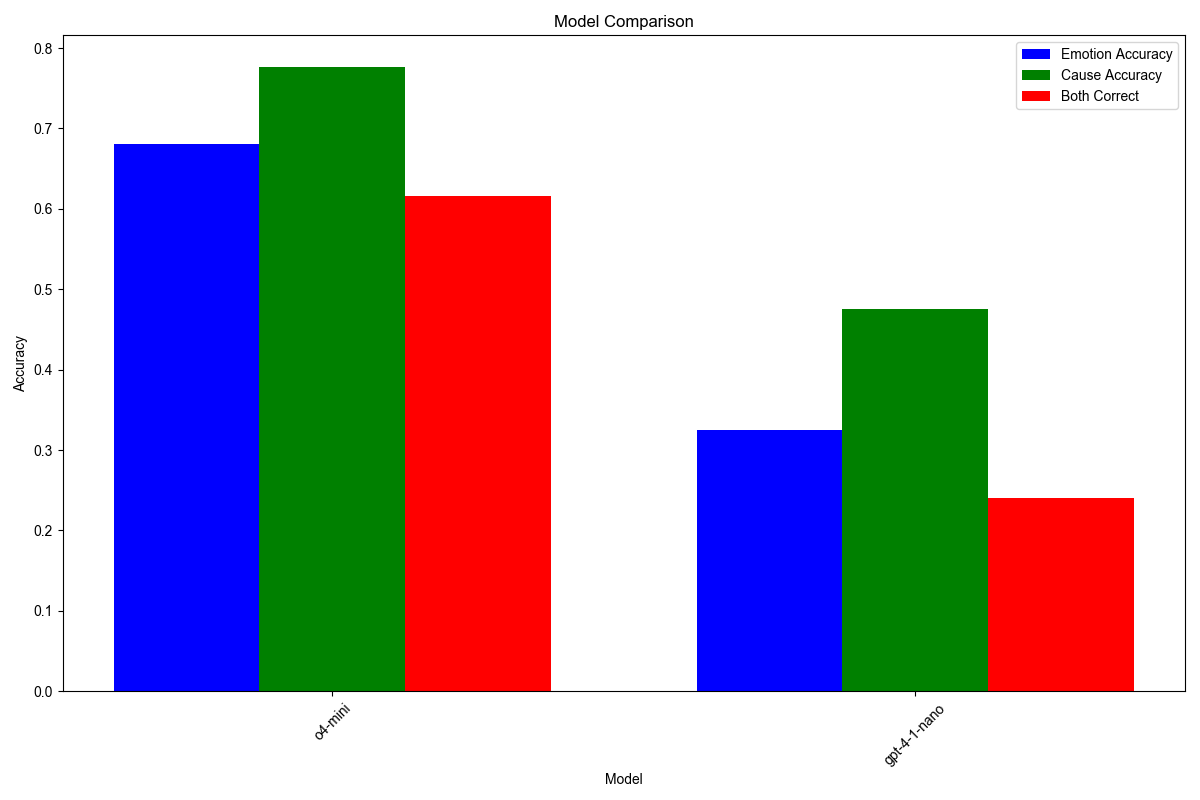 Model Comparison
Emotion Accuracy
Cause Accuracy
Both Correct
Accuracy
0.8
0.7
0.6
0.5
0.4
0.3
0.2
0.1
0.0
o4-mini
gpt-4-1-nano
Model